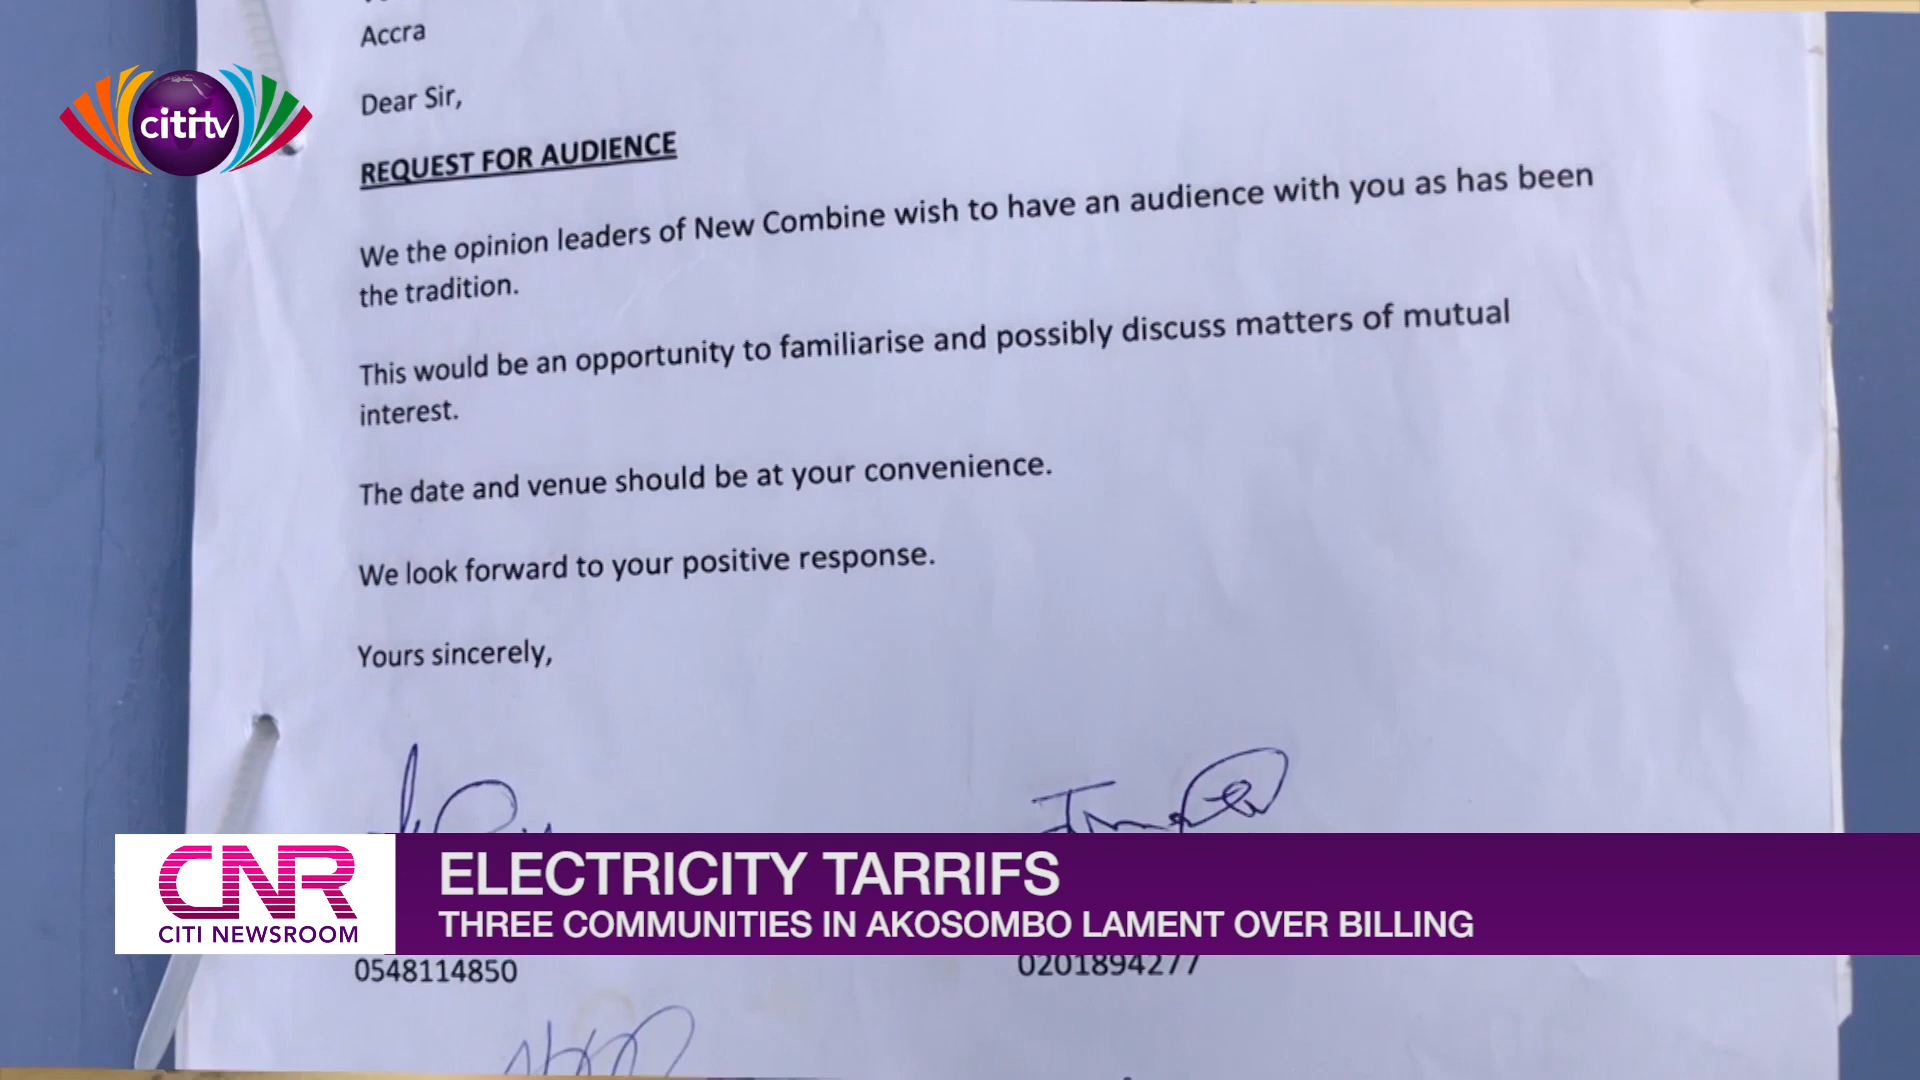 Accra
Dear Sir,
REQUEST FOR AUDIENCE
We the opinion leaders of New Combine wish to have an audience with you as has been
the tradition.
This would be an opportunity to familiarise and possibly discuss matters of mutual
interest.
The date and venue should be at your convenience.
We look forward to your positive response.
Yours sincerely,
0548114850
0201894277
citi tv
CNR
CITI NEWSROOM
ELECTRICITY TARRIFS
THREE COMMUNITIES IN AKOSOMBO LAMENT OVER BILLING